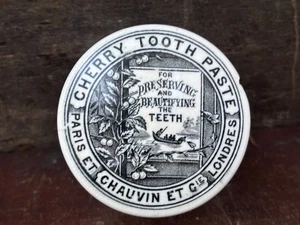 CHERRY TOOTH PASTE
FOR
PRESERVING
AND
BEAUTIFYING
THE
TEETH
PARIS ET LONDRES
CHAUVIN ET CIE